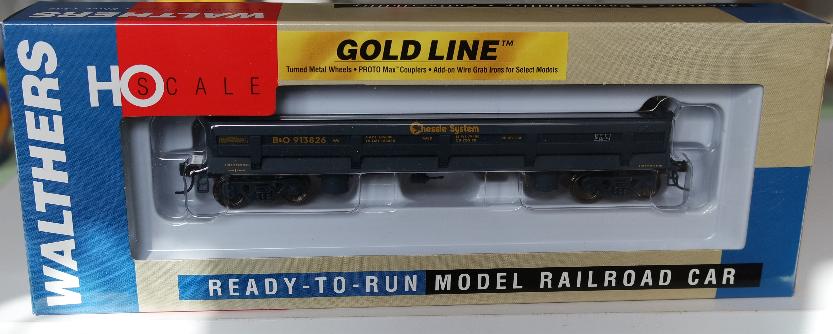 WALTHERS
WALTHERS
HO SCALE
GOLD LINE™
Turned Metal Wheels • PROTO Max™ Couplers • Add-on Wire Grab Irons for Select Models
Chessie System
B&O 913826
READY-TO-RUN MODEL RAILROAD CAR